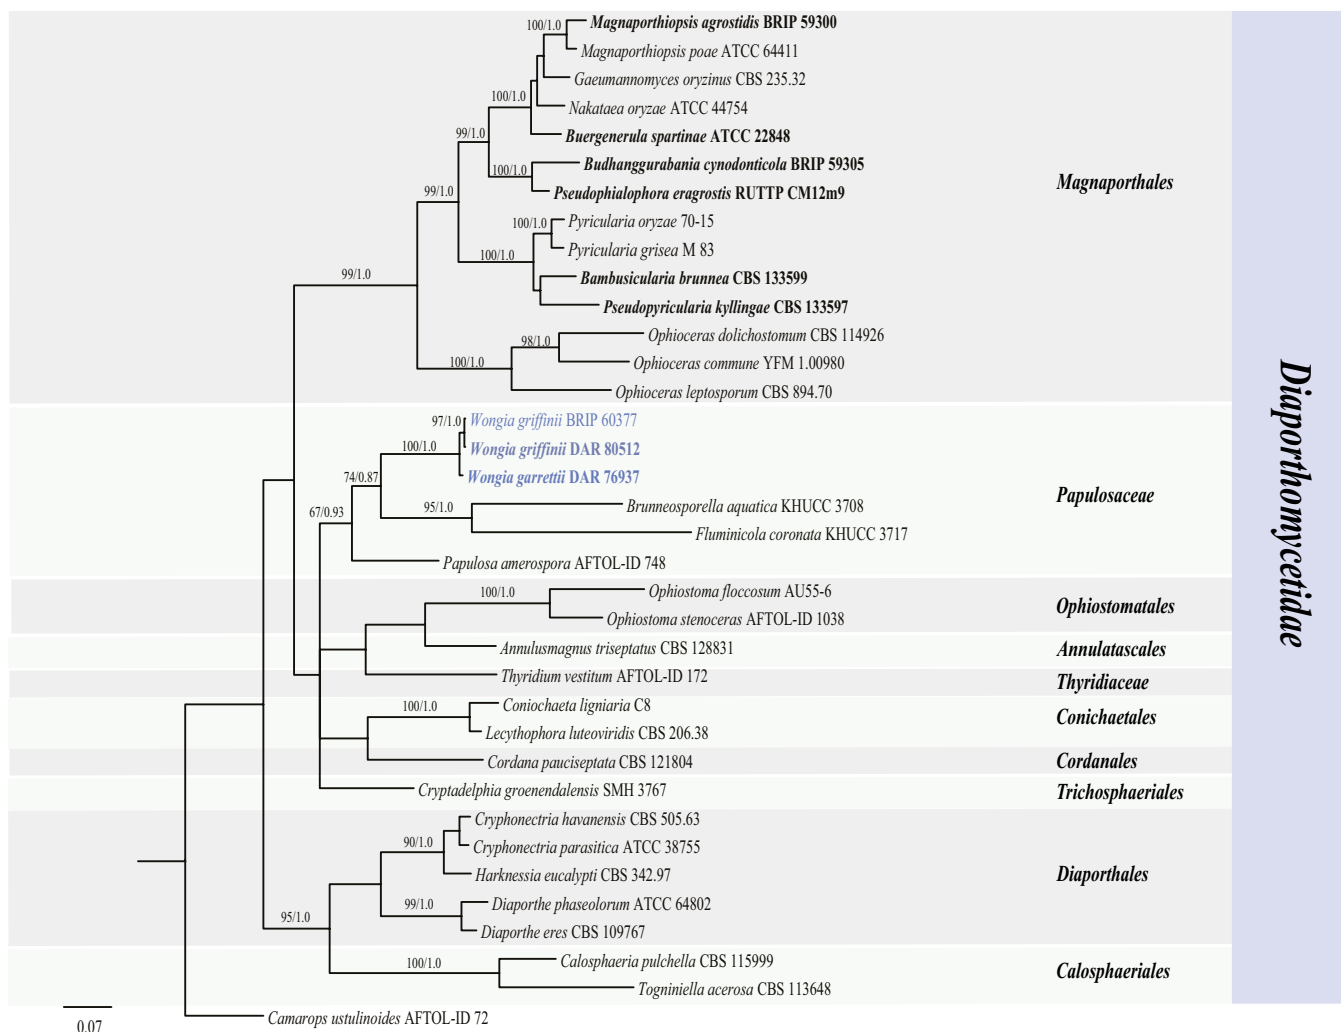 100/1.0
Magnaporthiopsis agrostidis BRIP 59300
Magnaporthiopsis poae ATCC 64411
Gaeumannomyces oryzinus CBS 235.32
100/1.0
Nakataea oryzae ATCC 44754
99/1.0
Buergenerula spartinae ATCC 22848
100/1.0
Budhanggurabania cynodonticola BRIP 59305
Magnaporthales
99/1.0
Pseudophialophora eragrostis RUTTP CM12m9
100/1.0
Pyricularia oryzae 70-15
100/1.0
Pyricularia grisea M 83
99/1.0
Bambusicularia brunnea CBS 133599
Pseudopyricularia kyllingae CBS 133597
98/1.0
Ophioceras dolichostomum CBS 114926
100/1.0
Ophioceras commune YFM 1.00980
Ophioceras leptosporum CBS 894.70
97/1.0
Wongia griffinii BRIP 60377
100/1.0
Wongia griffinii DAR 80512
74/0.87
Wongia garrettii DAR 76937
Papulosaceae
95/1.0
Brunneosporella aquatica KHUCC 3708
67/0.93
Fluminicola coronata KHUCC 3717
Papulosa amerospora AFTOL-ID 748
100/1.0
Ophiostoma floccosum AU55-6
Ophiostomatales
Ophiostoma stenoceras AFTOL-ID 1038
Annulusmagnus triseptatus CBS 128831
Annulatascales
Thyridium vestitum AFTOL-ID 172
Thyridiaceae
100/1.0
Coniochaeta ligniaria C8
Conichaetales
Lecythophora luteoviridis CBS 206.38
Cordana pauciseptata CBS 121804
Cordanales
Cryptadelphia groenendalensis SMH 3767
Trichosphaeriales
Cryphonectria havanensis CBS 505.63
90/1.0
Cryphonectria parasitica ATCC 38755
Harknessia eucalypti CBS 342.97
Diaporthales
99/1.0
Diaporthe phaseolorum ATCC 64802
95/1.0
Diaporthe eres CBS 109767
100/1.0
Calosphaeria pulchella CBS 115999
Calosphaeriales
Togniniella acerosa CBS 113648
Camarops ustulinoides AFTOL-ID 72
0.07
Diaporthomycetidae